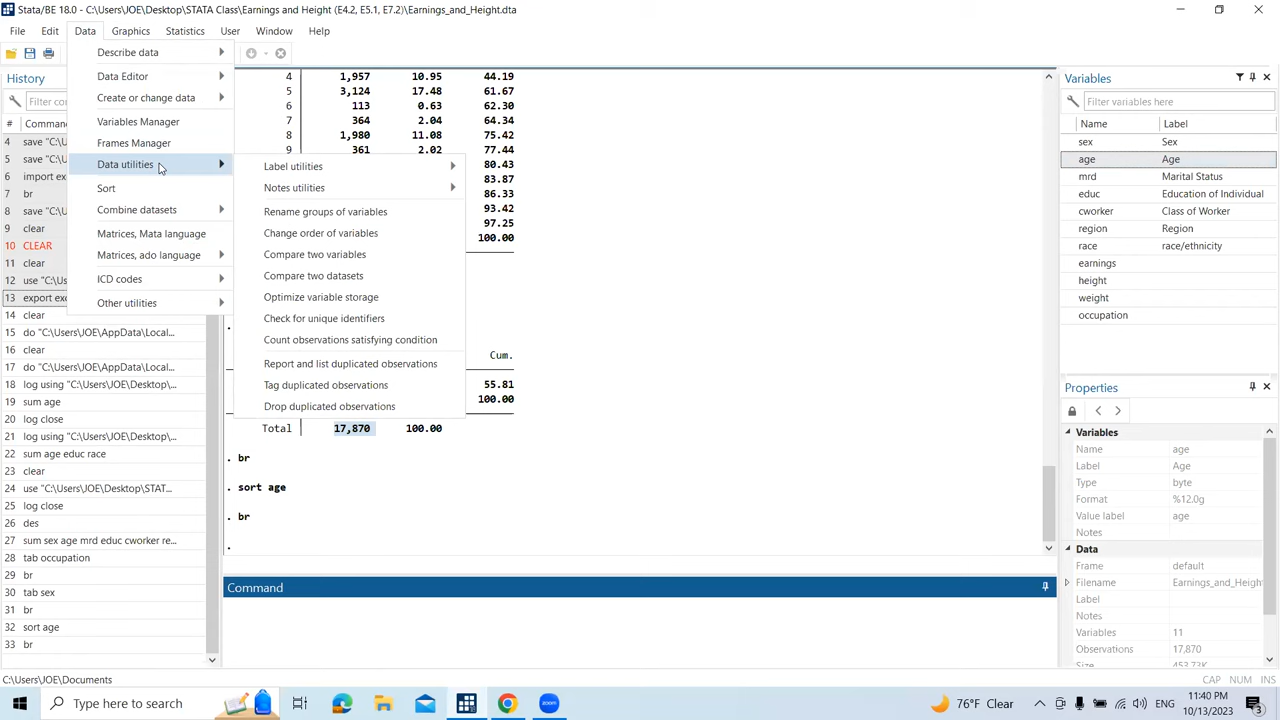 Stata/BE 18.0 - C:\Users\JOE\Desktop\STATA Class\Earnings and Height (E4.2, E5.1, E7.2)\Earnings_and_Height.dta
File Edit Data Graphics Statistics User Window Help
History
Filter con
# Comman
4 save "C:\U
5 save "C:\U
6 import exc
7 br
8 save "C:\U
9 clear
10 CLEAR
11 clear
12 use "C:\Us
13 export exc
14 clear
15 do "C:\Users\JOE\AppData\Local...
16 clear
17 do "C:\Users\JOE\AppData\Local...
18 log using "C:\Users\JOE\Desktop\...
19 sum age
20 log close
21 log using "C:\Users\JOE\Desktop\...
22 sum age educ race
23 clear
24 use "C:\Users\JOE\Desktop\STAT...
25 log close
26 des
27 sum sex age mrd educ cworker re...
28 tab occupation
29 br
30 tab sex
31 br
32 sort age
33 br
Describe data
Data Editor
Create or change data
Variables Manager
Frames Manager
Data utilities
Sort
Combine datasets
Matrices, Mata language
Matrices, ado language
ICD codes
Other utilities
Label utilities
Notes utilities
Rename groups of variables
Change order of variables
Compare two variables
Compare two datasets
Optimize variable storage
Check for unique identifiers
Count observations satisfying condition
Report and list duplicated observations
Tag duplicated observations
Drop duplicated observations
4 1,957 10.95 44.19
5 3,124 17.48 61.67
6 113 0.63 62.30
7 364 2.04 64.34
8 1,980 11.08 75.42
9 361 2.02 77.44
80.43
83.87
86.33
93.42
97.25
100.00
.
Cum.
55.81
100.00
Total 17,870 100.00
. br
. sort age
. br
.
Command
Variables
Filter variables here
Name Label
sex Sex
age Age
mrd Marital Status
educ Education of Individual
cworker Class of Worker
region Region
race race/ethnicity
earnings
height
weight
occupation
Properties
Variables
Name age
Label Age
Type byte
Format %12.0g
Value label age
Notes
Data
Frame default
Filename Earnings_and_Height
Label
Notes
Variables 11
Observations 17,870
Size 453.73K
C:\Users\JOE\Documents
CAP NUM INS
Type here to search
zoom
76°F Clear
ENG
11:40 PM
10/13/2023
3